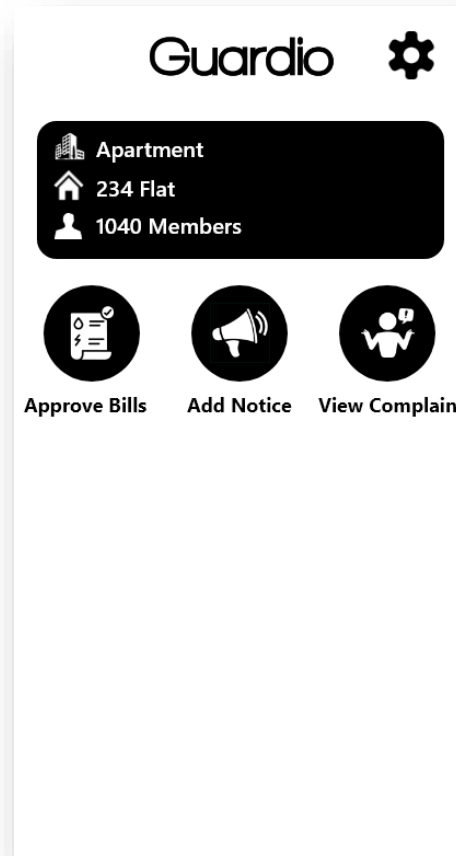 Guardio
Apartment
234 Flat
1040 Members
Approve Bills
Add Notice
View Complain